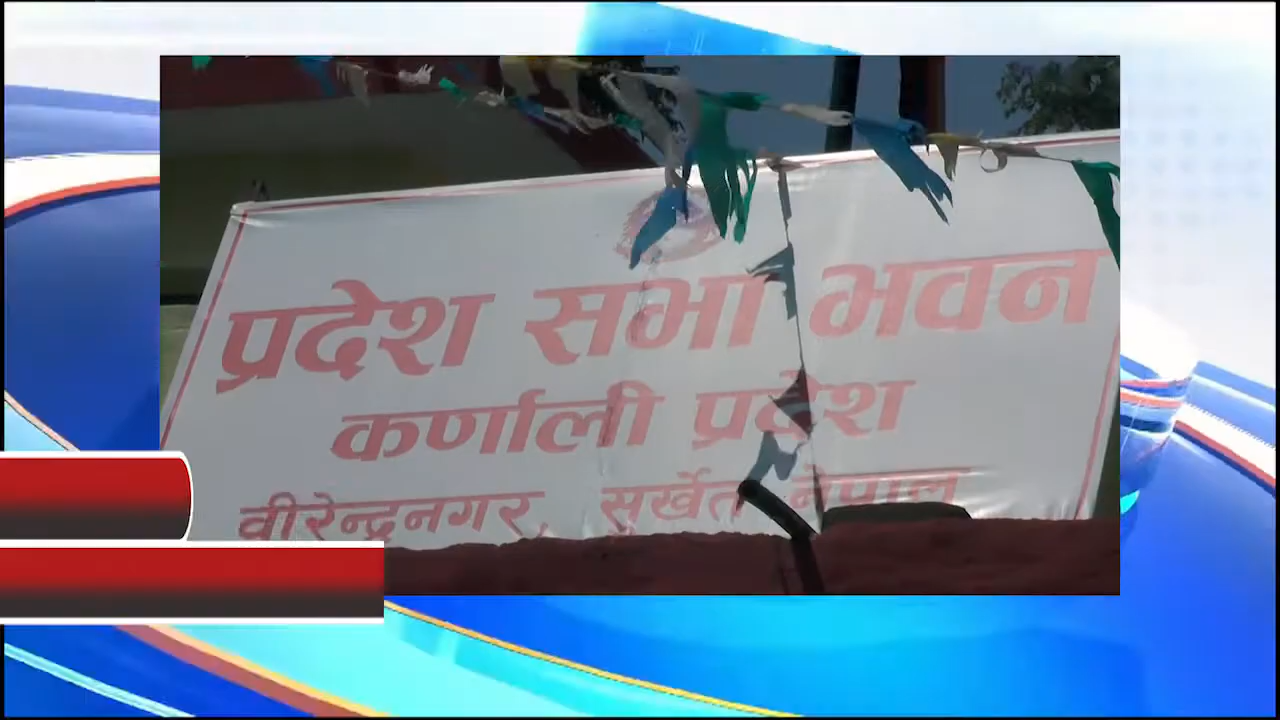 प्रदेश सभा भवन
कर्णाली प्रदेश
वीरेन्द्रनगर, सुर्खेत नेपाल